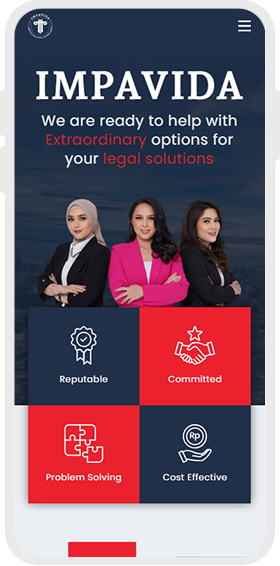 IMPAVIDA
IMPAVIDA
We are ready to help with
Extraordinary options for
your legal solutions
Reputable
Committed
Problem Solving
Rp
Cost Effective